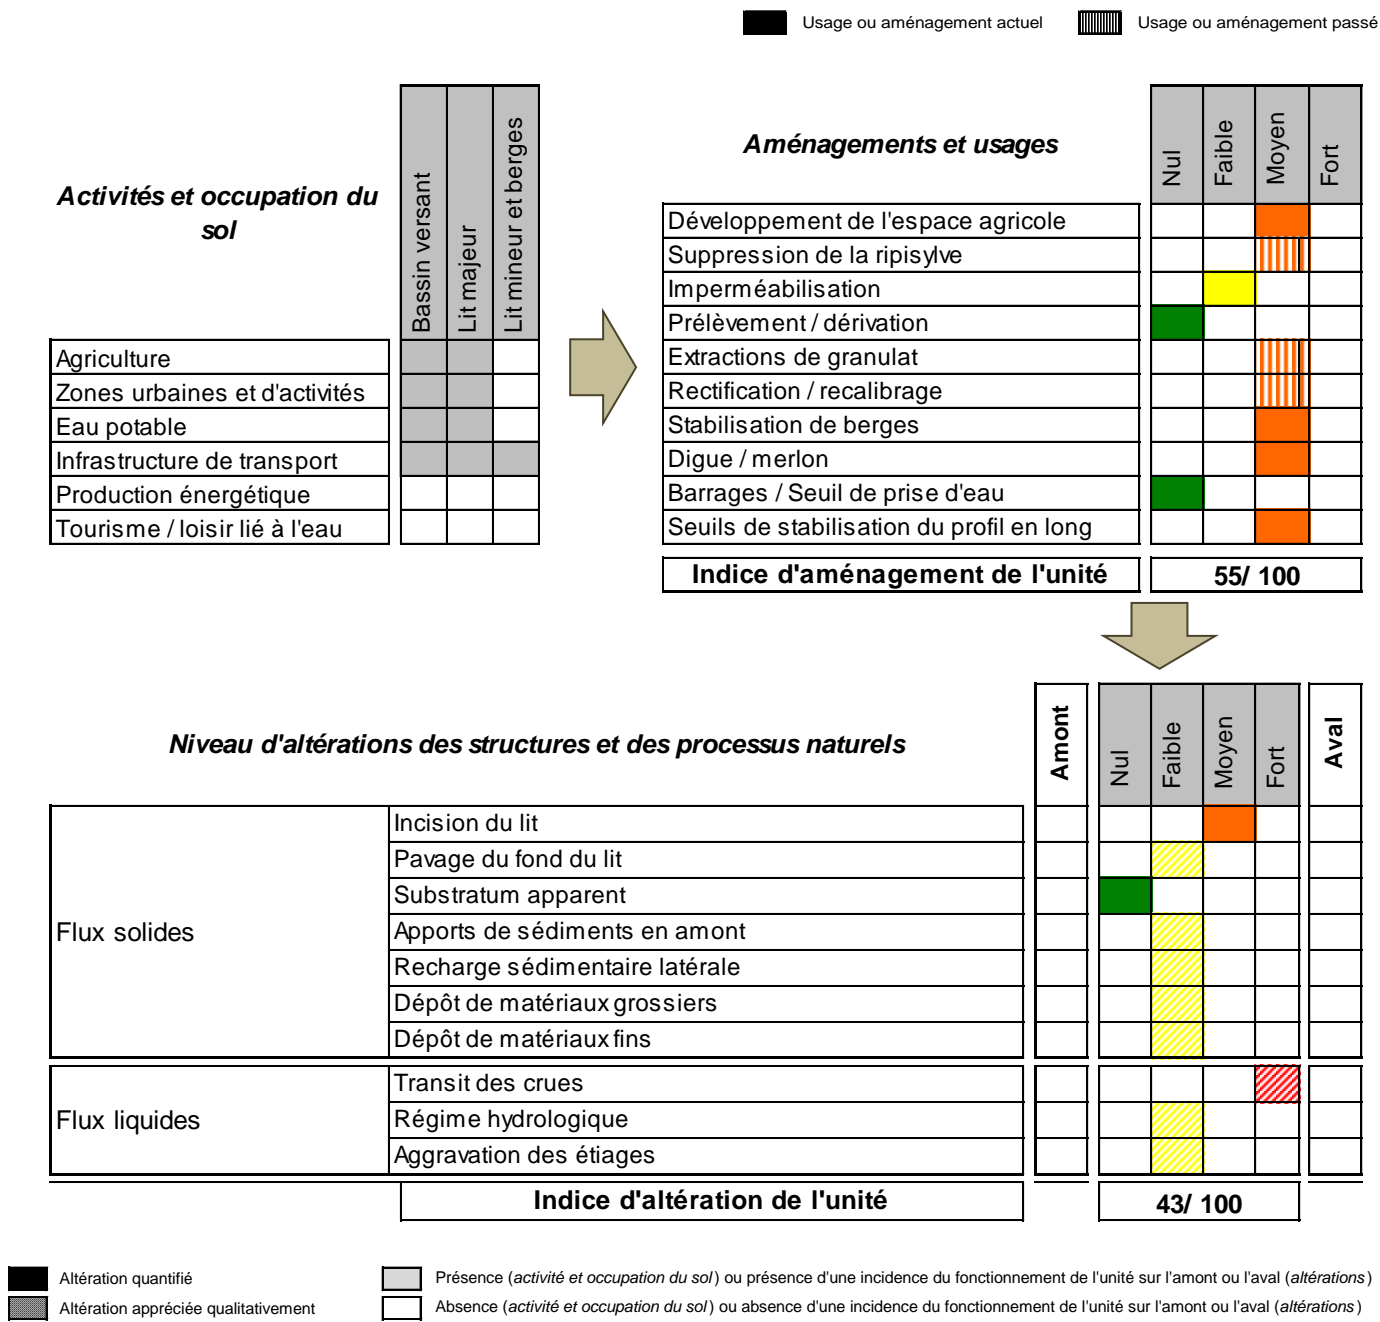 Usage ou aménagement actuel
Usage ou aménagement passé
Activités et occupation du
sol
Bassin versant
Lit majeur
Lit mineur et berges
Agriculture
Zones urbaines et d'activités
Eau potable
Infrastructure de transport
Production énergétique
Tourisme / loisir lié à l'eau
Aménagements et usages
Nul
Faible
Moyen
Fort
Développement de l'espace agricole
Suppression de la ripisylve
Imperméabilisation
Prélèvement / dérivation
Extractions de granulat
Rectification / recalibrage
Stabilisation de berges
Digue / merlon
Barrages / Seuil de prise d'eau
Seuils de stabilisation du profil en long
Indice d'aménagement de l'unité
55/ 100
Niveau d'altérations des structures et des processus naturels
Amont
Nul
Faible
Moyen
Fort
Aval
Flux solides
Incision du lit
Pavage du fond du lit
Substratum apparent
Apports de sédiments en amont
Recharge sédimentaire latérale
Dépôt de matériaux grossiers
Dépôt de matériaux fins
Flux liquides
Transit des crues
Régime hydrologique
Aggravation des étiages
Indice d'altération de l'unité
43/ 100
Altération quantifié
Présence (activité et occupation du sol) ou présence d'une incidence du fonctionnement de l'unité sur l'amont ou l'aval (altérations)
Altération appréciée qualitativement
Absence (activité et occupation du sol) ou absence d'une incidence du fonctionnement de l'unité sur l'amont ou l'aval (altérations)